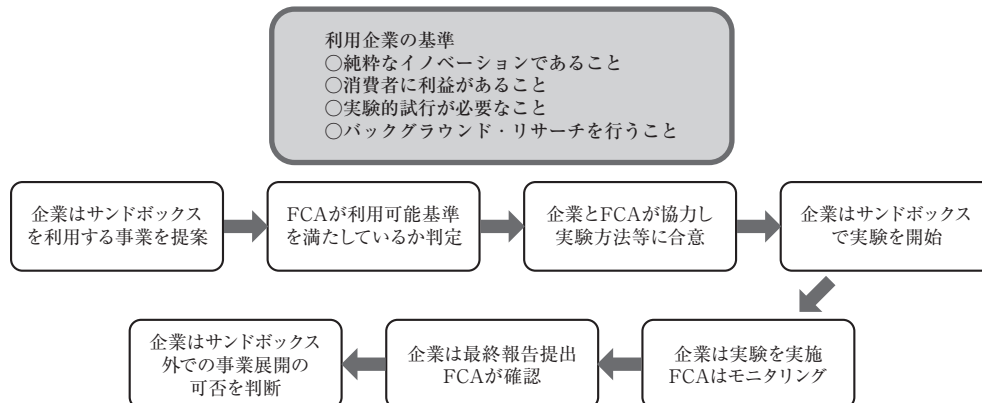 利用企業の基準
○純粋なイノベーションであること
○消費者に利益があること
○実験的試行が必要なこと
○バックグラウンド・リサーチを行うこと
企業はサンドボックス
を利用する事業を提案
FCAが利用可能基準
を満たしているか判定
企業とFCAが協力し
実験方法等に合意
企業はサンドボックス
で実験を開始
企業は実験を実施
FCAはモニタリング
企業は最終報告提出
FCAが確認
企業はサンドボックス
外での事業展開の
可否を判断